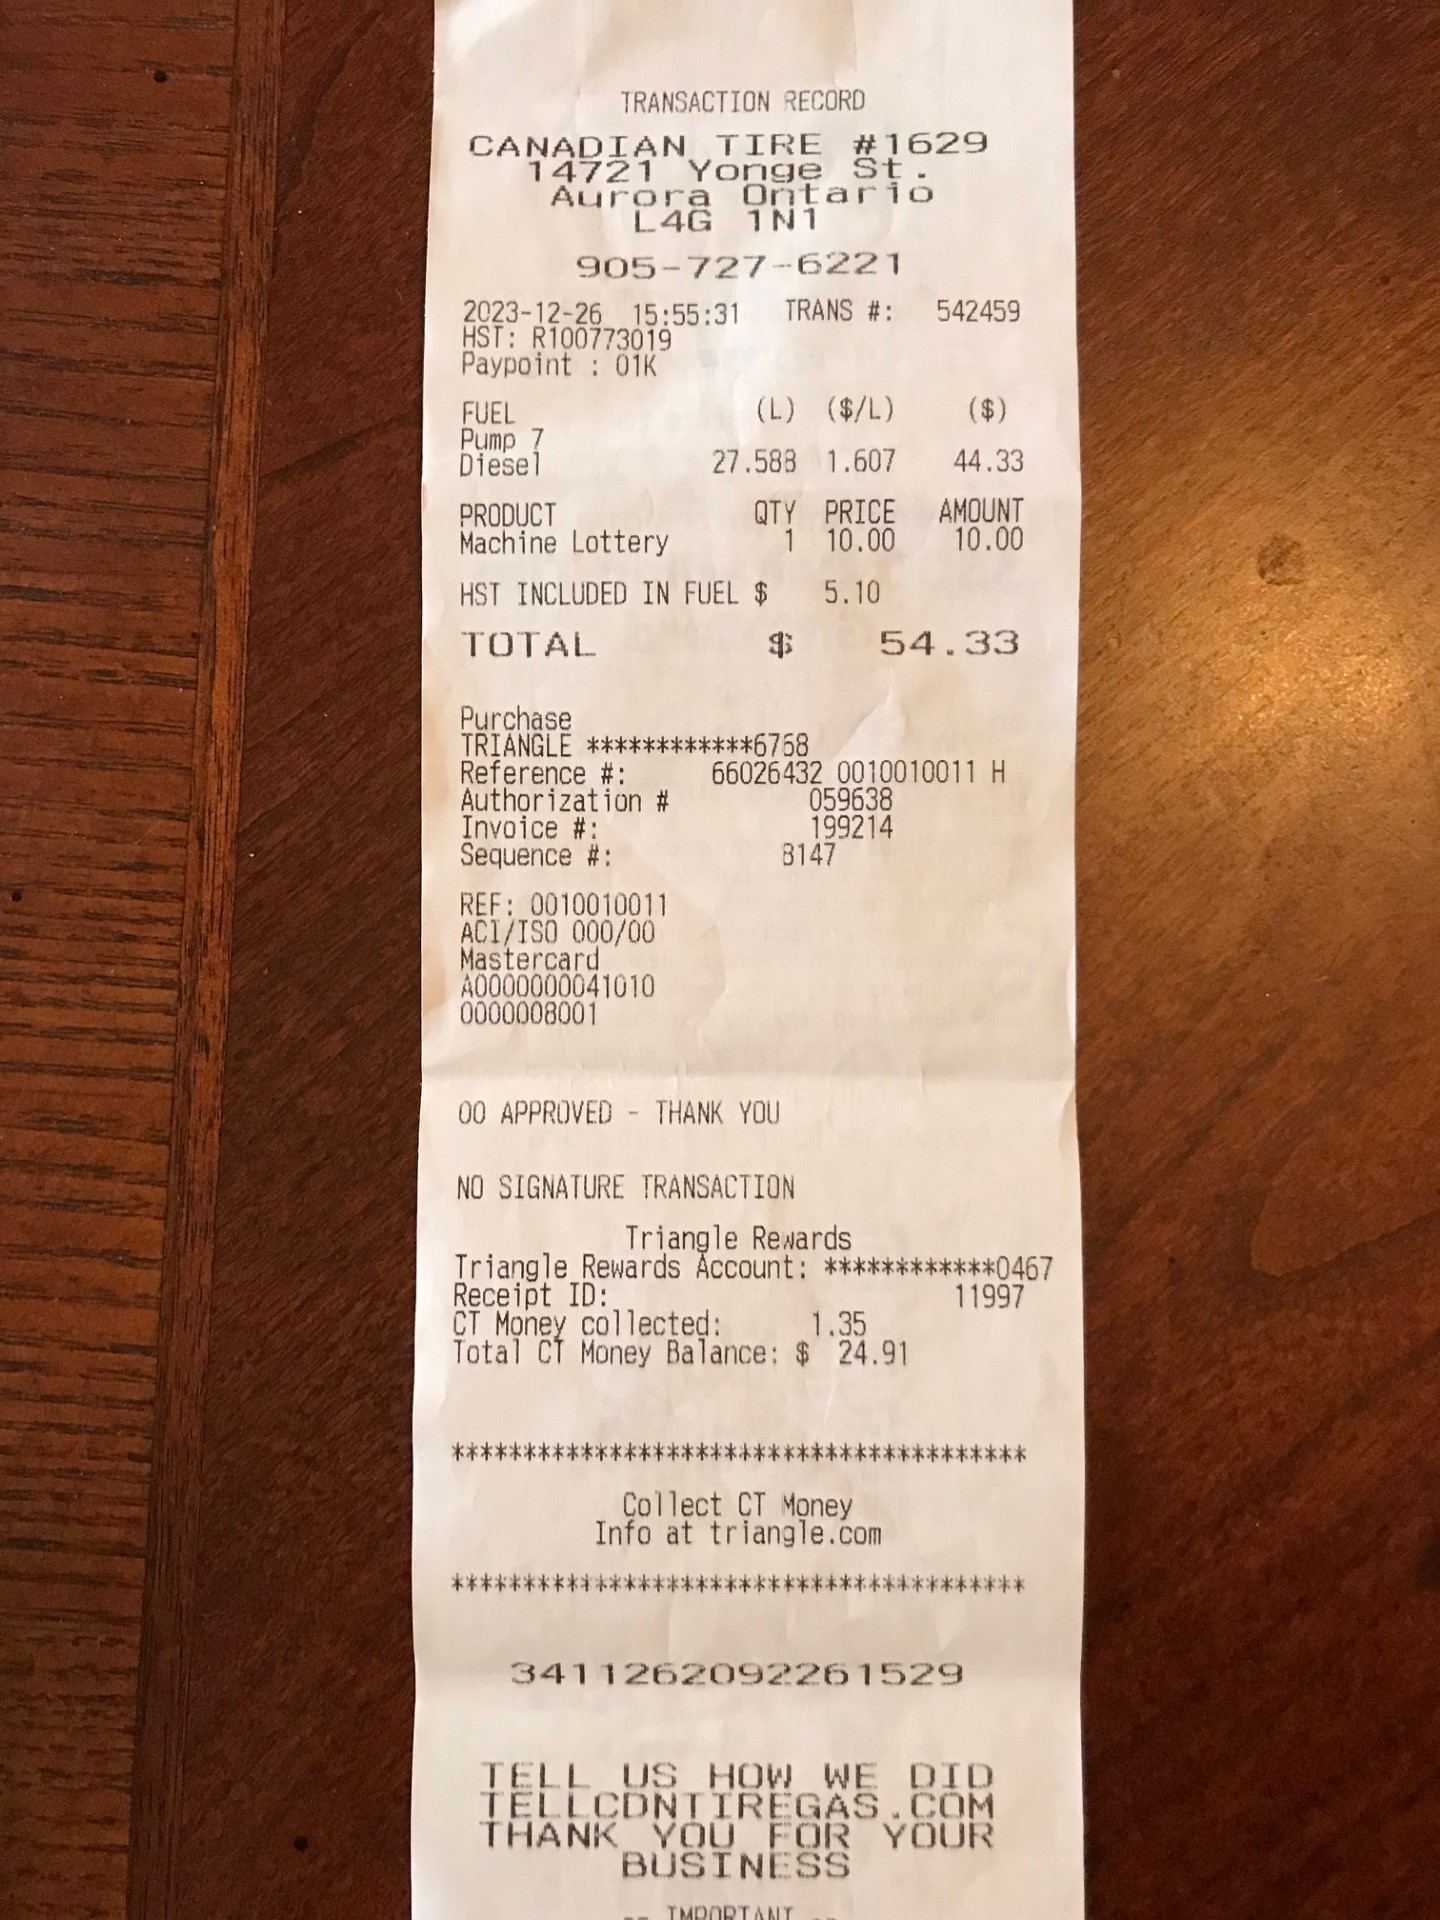 TRANSACTION RECORD
CANADIAN TIRE #1629
14721 Yonge St.
Aurora Ontario
L4G 1N1
905-727-6221
2023-12-26 15:55:31 TRANS #: 542459
HST: R100773019
Paypoint : 01K
FUEL (L) ($/L) ($)
Pump 7
Diesel 27.588 1.607 44.33
PRODUCT QTY PRICE AMOUNT
Machine Lottery 1 10.00 10.00
HST INCLUDED IN FUEL $ 5.10
TOTAL $ 54.33
Purchase
TRIANGLE ************6768
Reference #: 66026432 0010010011 H
Authorization # 059638
Invoice #: 199214
Sequence #: 8147
REF: 0010010011
ACI/ISO 000/00
Mastercard
A0000000041010
0000008001
00 APPROVED - THANK YOU
NO SIGNATURE TRANSACTION
Triangle Rewards
Triangle Rewards Account: ************0467
Receipt ID: 11997
CT Money collected: 1.35
Total CT Money Balance: $ 24.91
*****************************************
Collect CT Money
Info at triangle.com
*****************************************
3411262092261529
TELL US HOW WE DID
TELLCDNTIREGAS.COM
THANK YOU FOR YOUR
BUSINESS
-- IMPORTANT --